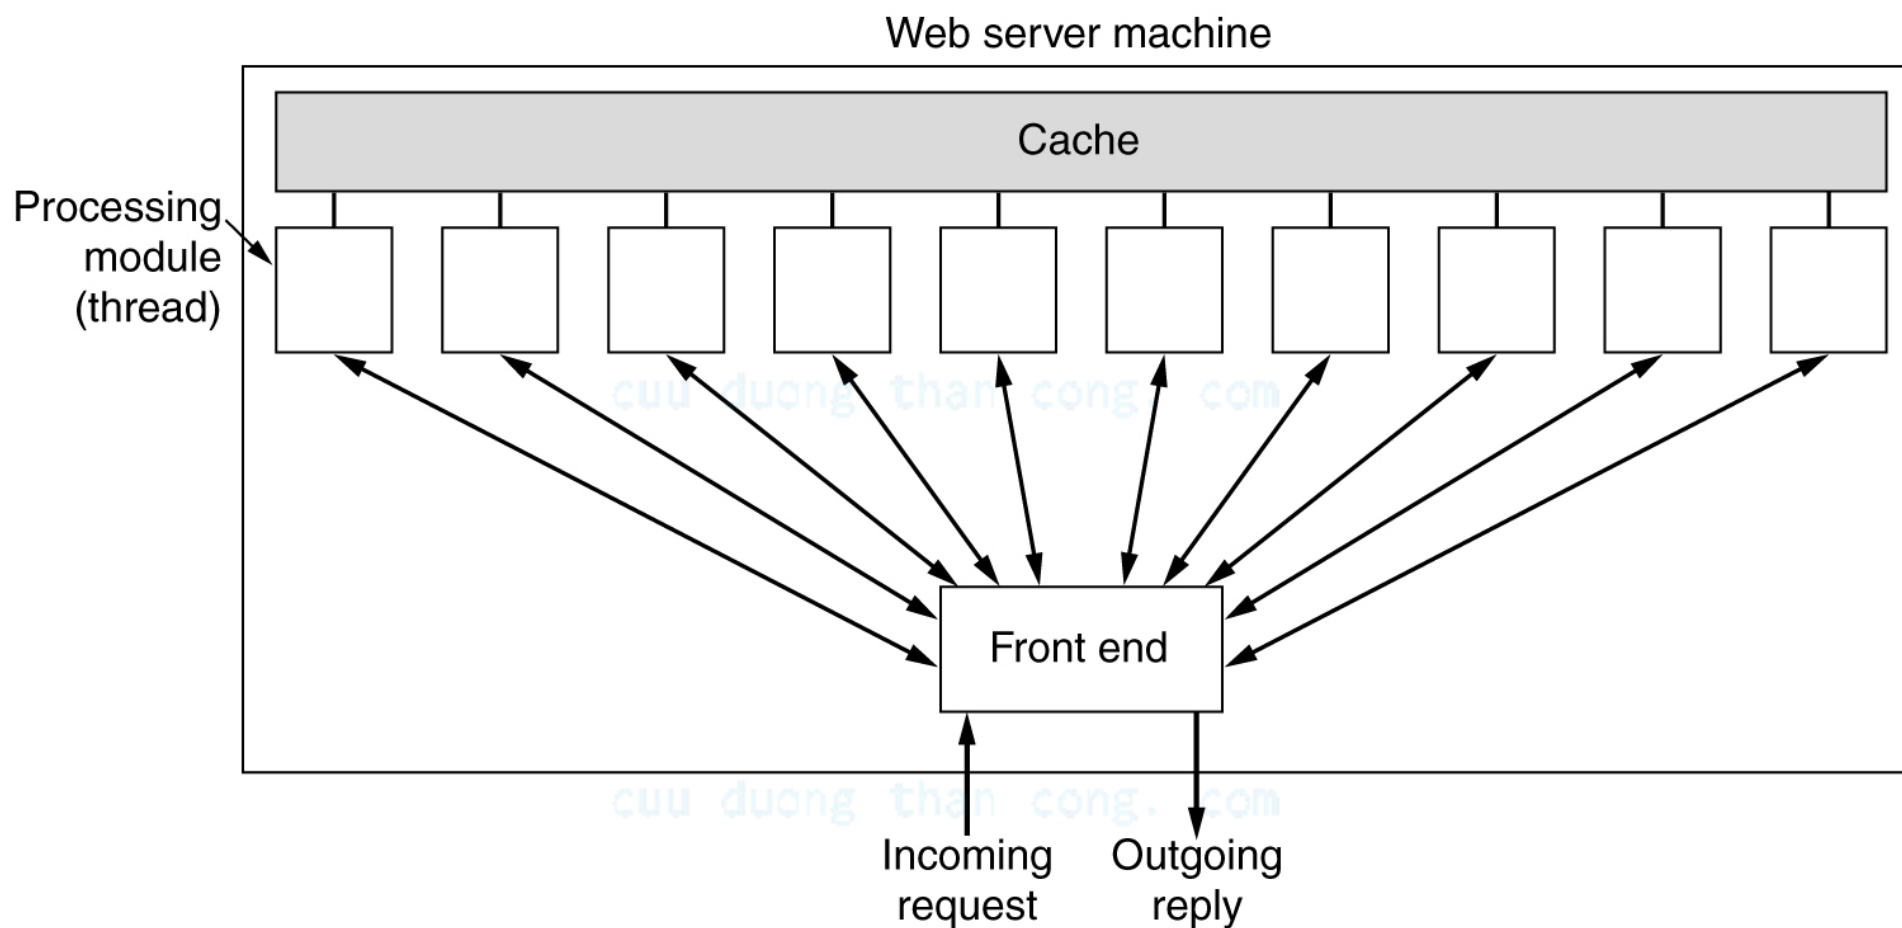 Web server machine
Cache
Processing
module
(thread)
cuu duong than cong . com
Front end
cuu duong than cong . com
Incoming
request
Outgoing
reply